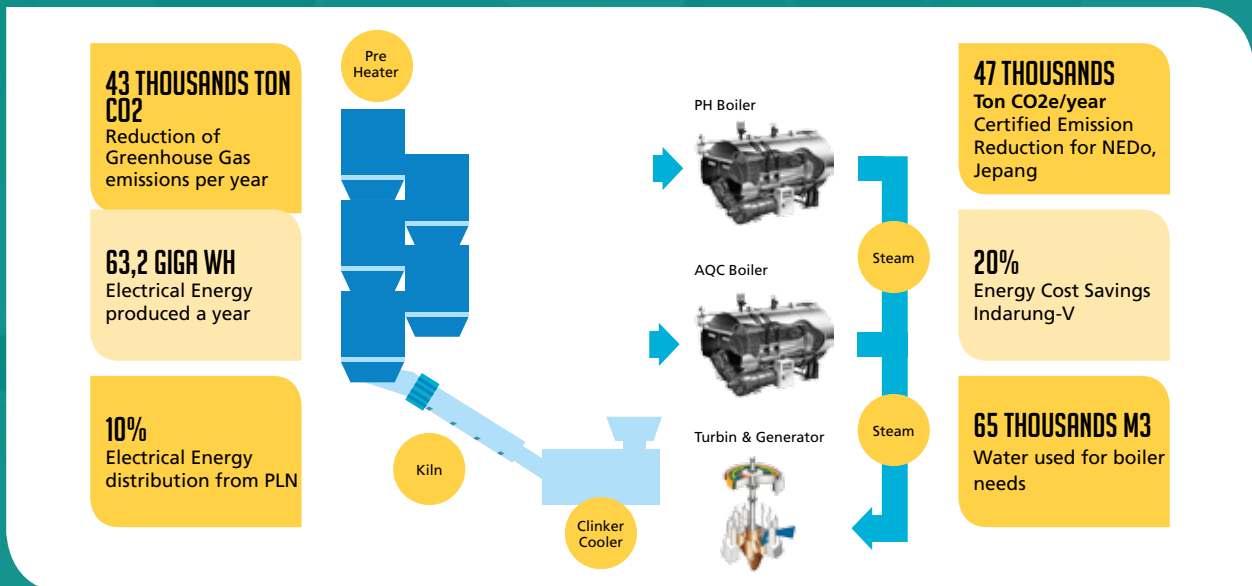 43 THOUSANDS TON
CO2
Reduction of
Greenhouse Gas
emissions per year
63,2 GIGA WH
Electrical Energy
produced a year
10%
Electrical Energy
distribution from PLN
Pre
Heater
Kiln
Clinker
Cooler
PH Boiler
AQC Boiler
Turbin & Generator
Steam
Steam
47 THOUSANDS
Ton CO2e/year
Certified Emission
Reduction for NEDo,
Jepang
20%
Energy Cost Savings
Indarung-V
65 THOUSANDS M3
Water used for boiler
needs